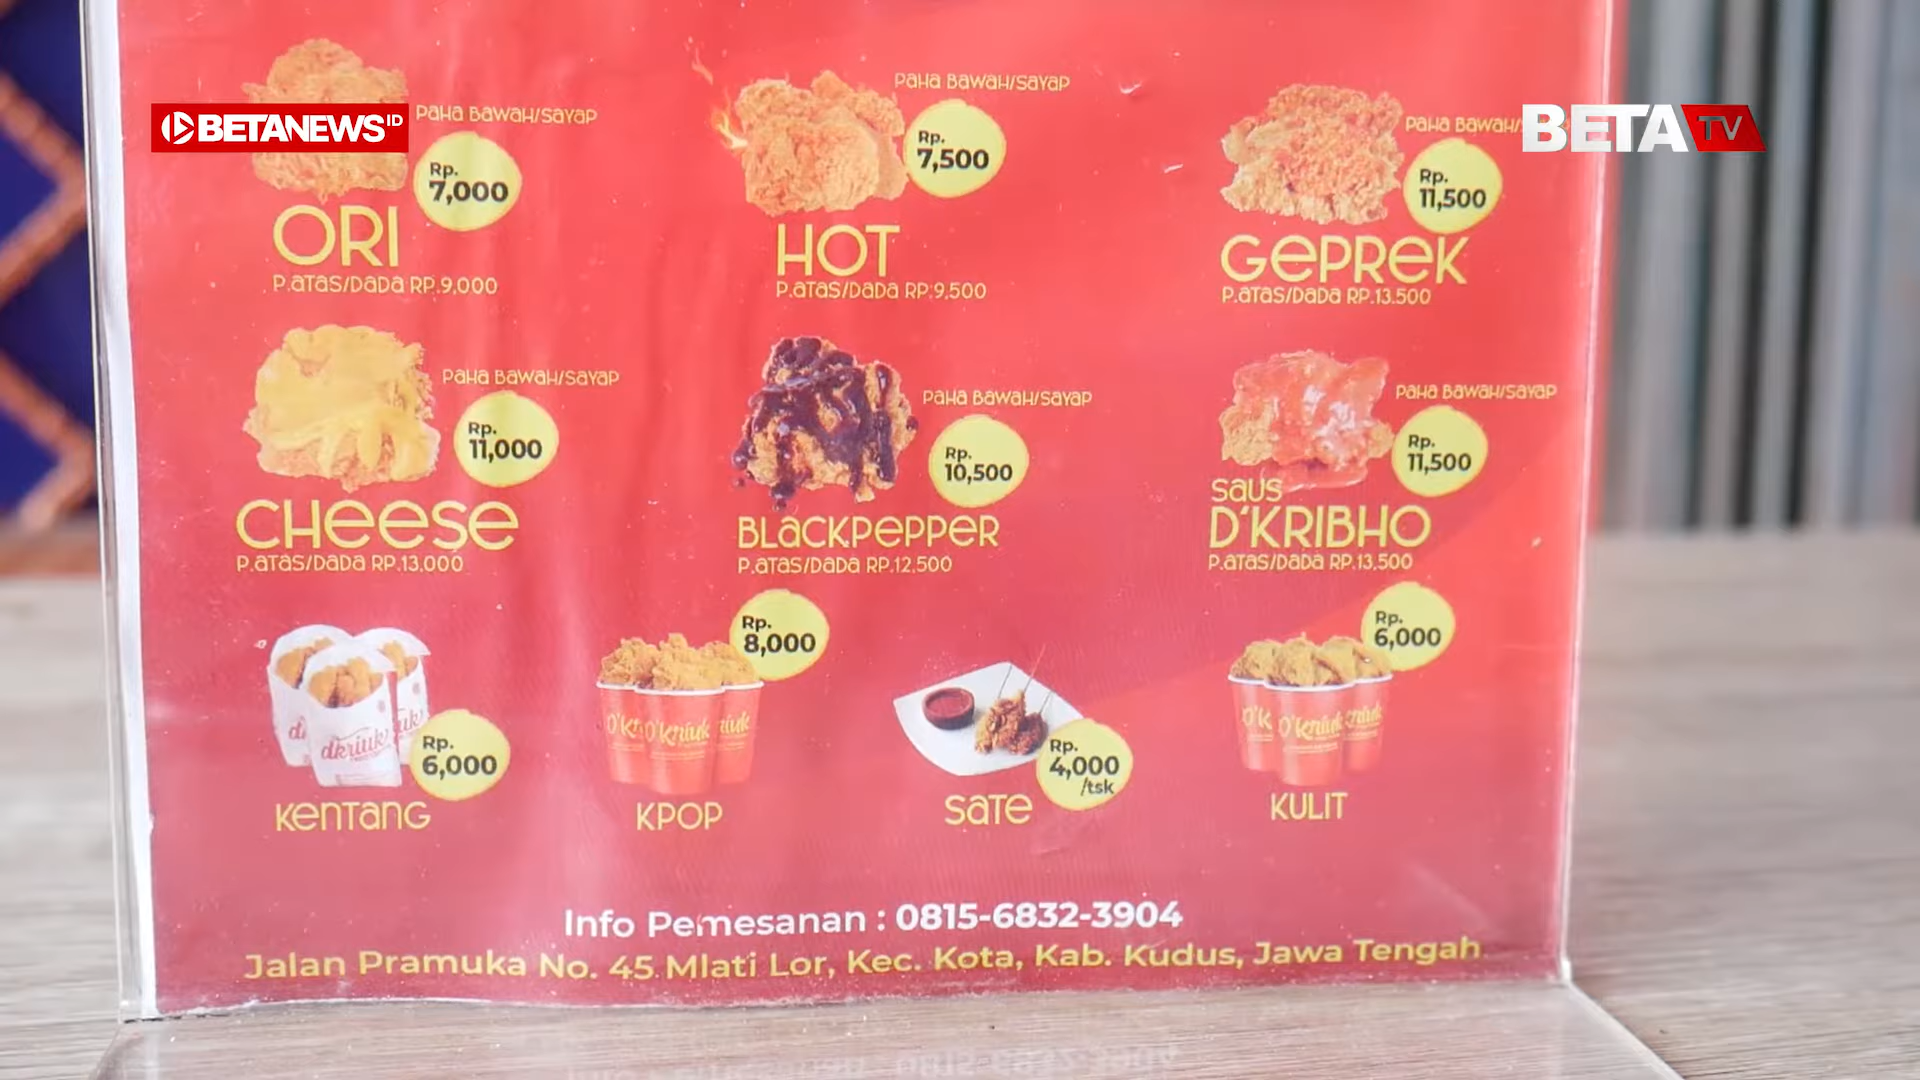 BETANEWS ID
BETA TV
PAHA BAWAH/SAYAP
Rp.
7,000
ORI
P.ATAS/DADA RP.9,000
PAHA BAWAH/SAYAP
Rp.
7,500
HOT
P.ATAS/DADA RP.9,500
PAHA BAWAH/
Rp.
11,500
GEPREK
P.ATAS/DADA RP.13.500
PAHA BAWAH/SAYAP
Rp.
11,000
CHEESE
P.ATAS/DADA RP.13,000
PAHA BAWAH/SAYAP
Rp.
10,500
BLACKPEPPER
P.ATAS/DADA RP.12,500
PAHA BAWAH/SAYAP
Rp.
11,500
SAUS
D'KRIBHO
P.ATAS/DADA RP.13,500
dkriuk
Rp.
6,000
KENTANG
Rp.
8,000
D'Kriuk
KPOP
Rp.
4,000
/tsk
SATE
Rp.
6,000
D'Kriuk
KULIT
Info Pemesanan : 0815-6832-3904
Jalan Pramuka No. 45 Mlati Lor, Kec. Kota, Kab. Kudus, Jawa Tengah